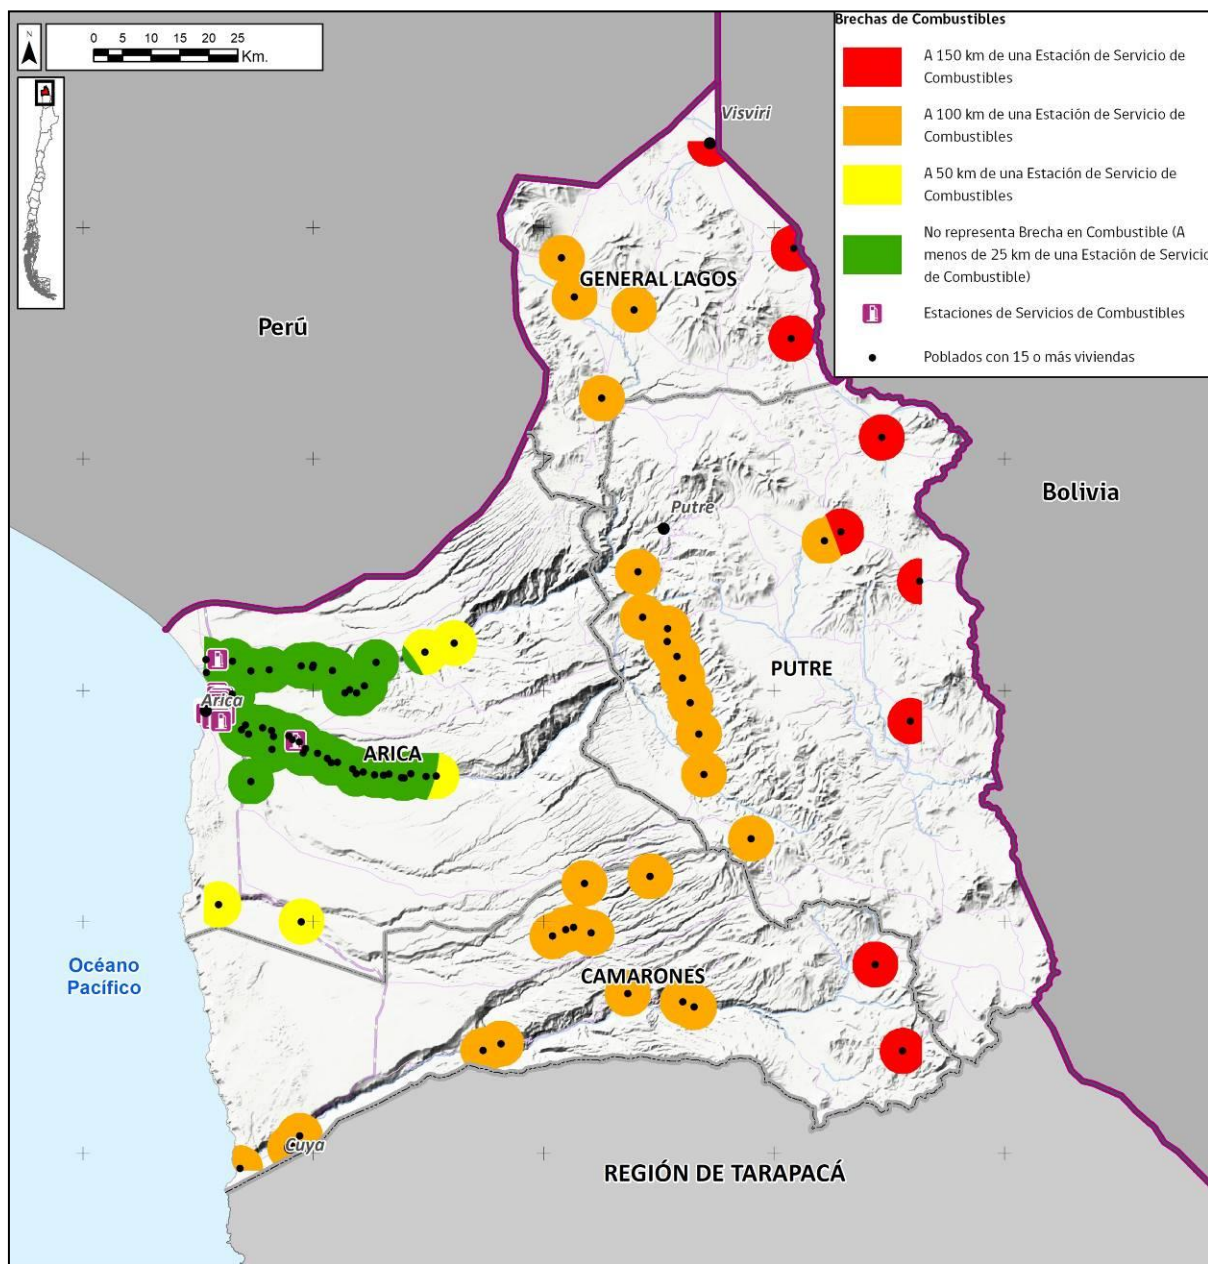 N
0 5 10 15 20 25
Km.
Brechas de Combustibles
A 150 km de una Estación de Servicio de
Combustibles
A 100 km de una Estación de Servicio de
Combustibles
A 50 km de una Estación de Servicio de
Combustibles
No representa Brecha en Combustible (A
menos de 25 km de una Estación de Servicio
de Combustible)
Estaciones de Servicios de Combustibles
Poblados con 15 o más viviendas
Visviri
GENERAL LAGOS
Perú
Bolivia
Putre
PUTRE
Arica
ARICA
Océano
Pacífico
CAMARONES
Cuya
REGIÓN DE TARAPACÁ